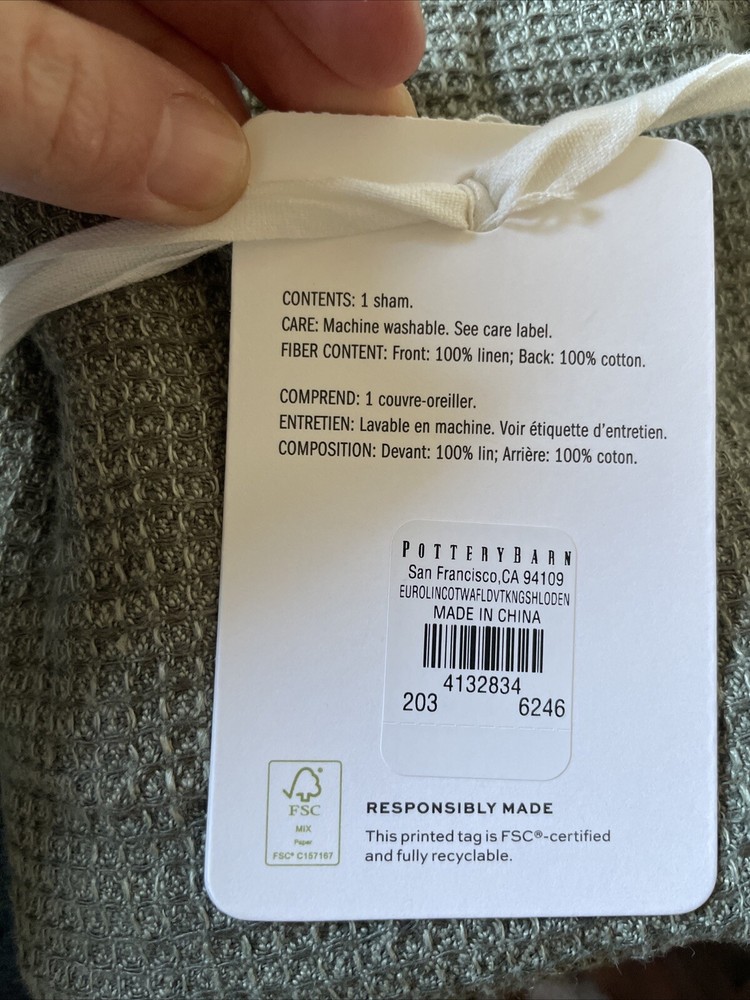 CONTENTS: 1 sham.
CARE: Machine washable. See care label.
FIBER CONTENT: Front: 100% linen; Back: 100% cotton.
COMPREND: 1 couvre-oreiller.
ENTRETIEN: Lavable en machine. Voir étiquette d'entretien.
COMPOSITION: Devant: 100% lin; Arrière: 100% coton.
POTTERYBARN
San Francisco,CA 94109
EUROLINCOTWAFLDVTKNGSHLODEN
MADE IN CHINA
4132834
203 6246
FSC
MIX
Paper
FSC® C157167
RESPONSIBLY MADE
This printed tag is FSC®-certified
and fully recyclable.